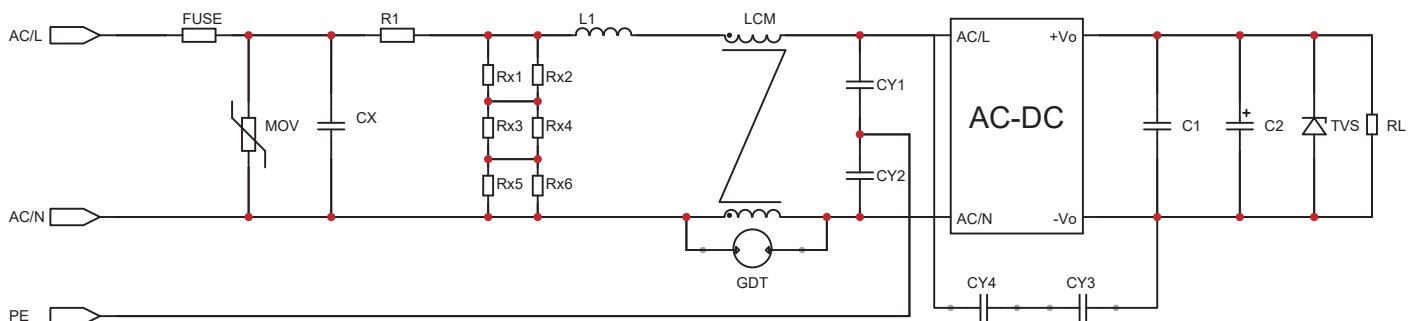 FUSE R1 L1 LCM
AC/L AC/L +Vo
Rx1 Rx2 CY1
MOV CX Rx3 Rx4 AC-DC C1 + C2 TVS RL
Rx5 Rx6 CY2
AC/N AC/N -Vo
GDT CY4 CY3
PE